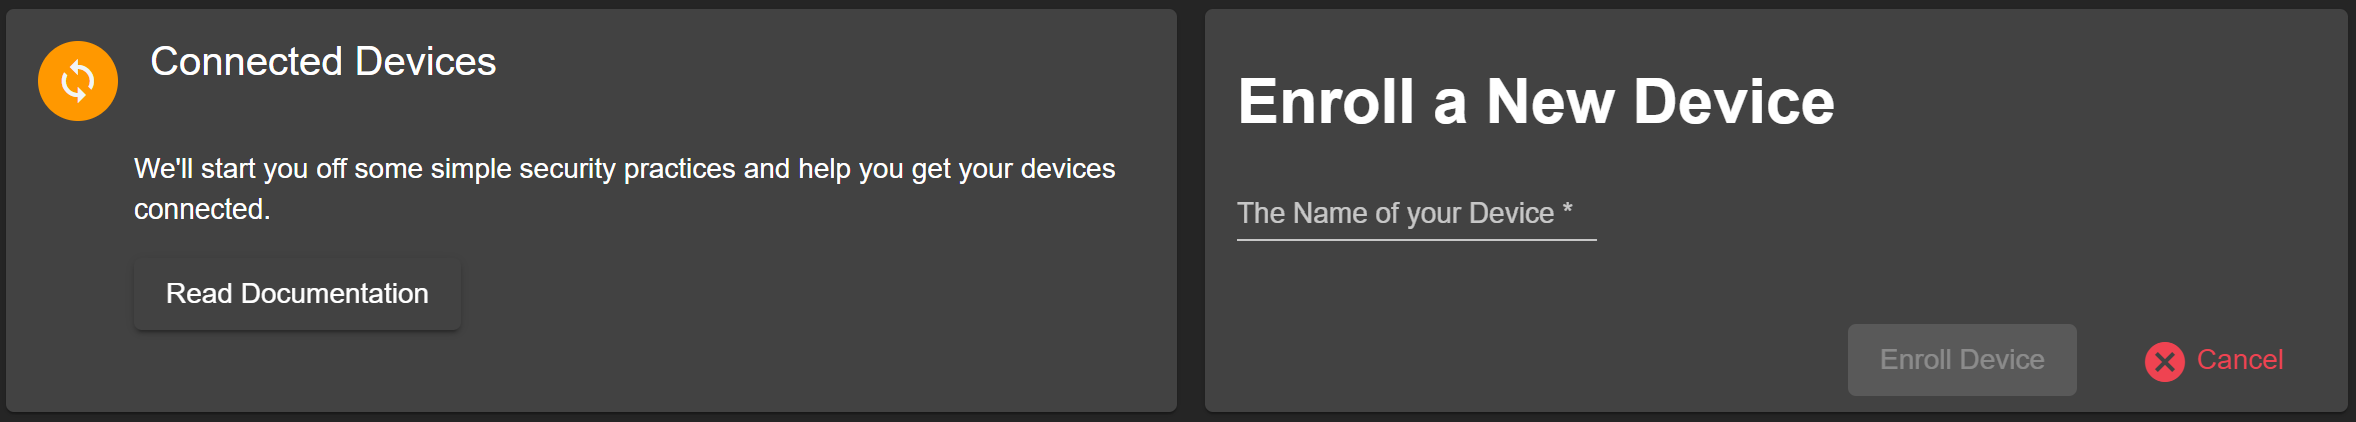 Connected Devices
We'll start you off some simple security practices and help you get your devices
connected.
Read Documentation
Enroll a New Device
The Name of your Device *
Enroll Device
Cancel